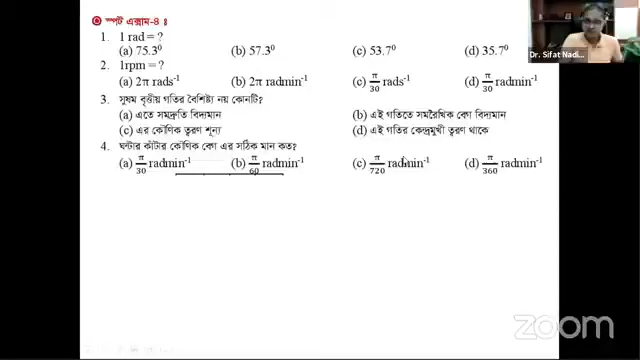 স্পট এক্সাম-৪ ঃ
1. 1 rad = ?
(a) 75.3⁰ (b) 57.3⁰ (c) 53.7⁰ (d) 35.7⁰
2. 1rpm = ?
(a) 2π rads⁻¹ (b) 2π radmin⁻¹ (c) π/30 rads⁻¹ (d) π/30 radmin⁻¹
3. সুষম বৃত্তীয় গতির বৈশিষ্ট্য নয় কোনটি?
(a) এতে সমদ্রুতি বিদ্যমান (b) এই গতিতে সমরৈখিক বেগ বিদ্যমান
(c) এর কৌণিক ত্বরণ শূন্য (d) এই গতির কেন্দ্রমুখী ত্বরণ থাকে
4. ঘন্টার কাঁটার কৌণিক বেগ এর সঠিক মান কত?
(a) π/30 radmin⁻¹ (b) π/60 radmin⁻¹ (c) π/720 radmin⁻¹ (d) π/360 radmin⁻¹
Dr. Sifat Nadi...
zoom